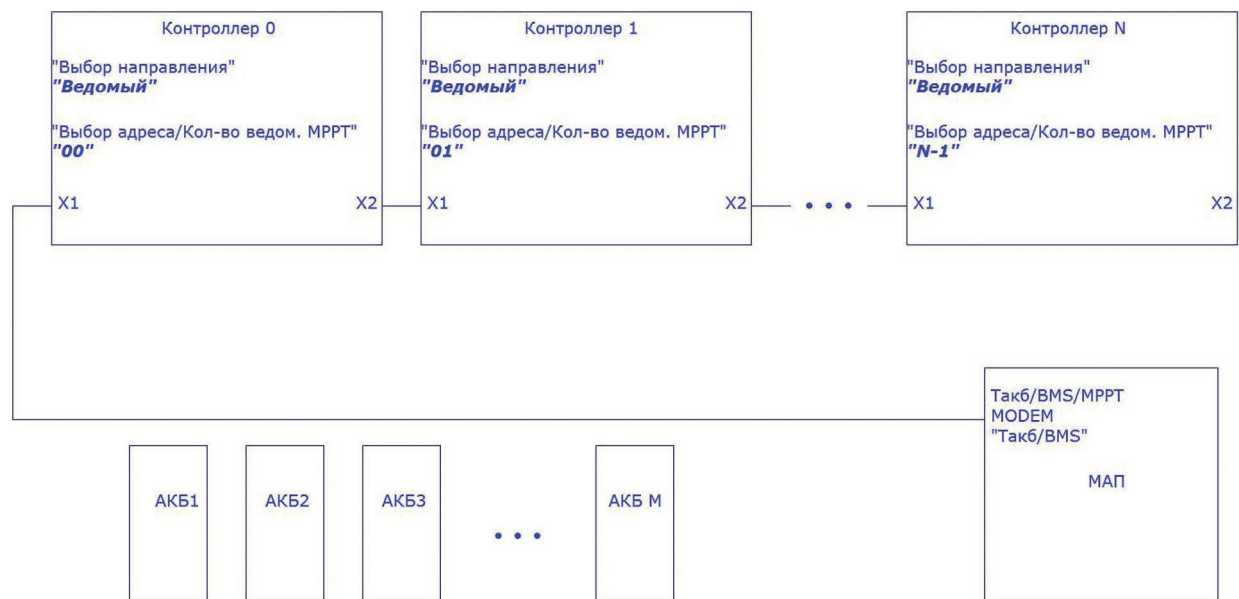 Контроллер 0
"Выбор направления"
"Ведомый"
"Выбор адреса/Кол-во ведом. MPPT"
"00"
X1
X2
Контроллер 1
"Выбор направления"
"Ведомый"
"Выбор адреса/Кол-во ведом. MPPT"
"01"
X1
X2
Контроллер N
"Выбор направления"
"Ведомый"
"Выбор адреса/Кол-во ведом. MPPT"
"N-1"
X1
X2
Такб/BMS/MPPT
MODEM
"Такб/BMS"
МАП
АКБ1
АКБ2
АКБ3
АКБ М